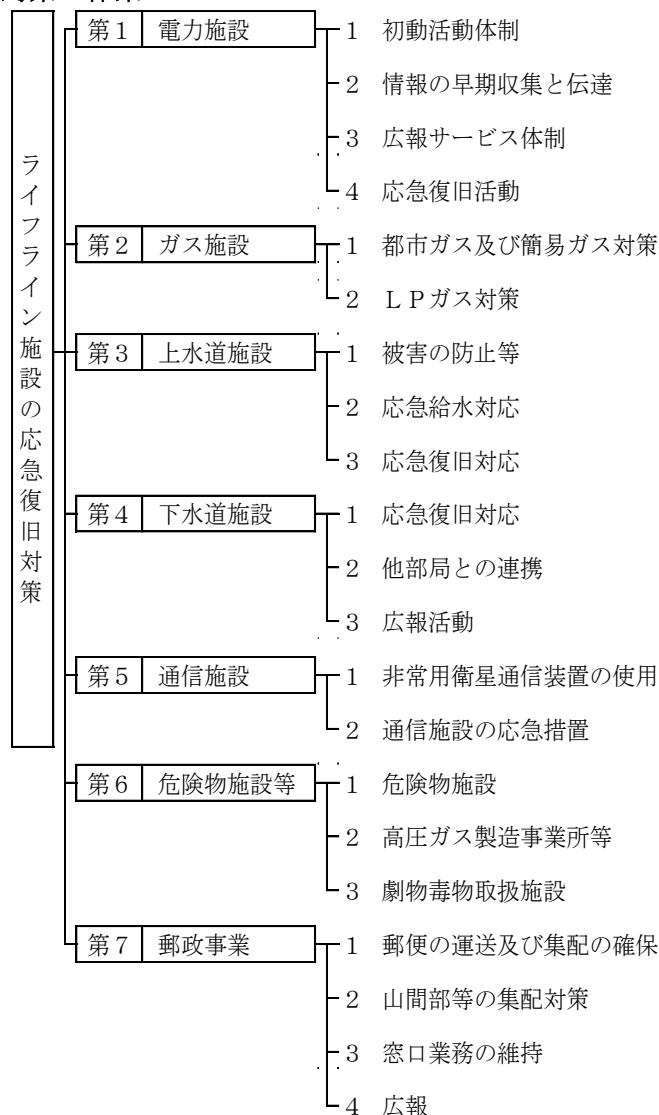 第１ 電力施設 １ 初動活動体制
２ 情報の早期収集と伝達
３ 広報サービス体制
４ 応急復旧活動
ライフライン施設の応急復旧対策
第２ ガス施設 １ 都市ガス及び簡易ガス対策
２ ＬＰガス対策
第３ 上水道施設 １ 被害の防止等
２ 応急給水対応
３ 応急復旧対応
第４ 下水道施設 １ 応急復旧対応
２ 他部局との連携
３ 広報活動
第５ 通信施設 １ 非常用衛星通信装置の使用
２ 通信施設の応急措置
第６ 危険物施設等 １ 危険物施設
２ 高圧ガス製造事業所等
３ 劇物毒物取扱施設
第７ 郵政事業 １ 郵便の運送及び集配の確保
２ 山間部等の集配対策
３ 窓口業務の維持
４ 広報